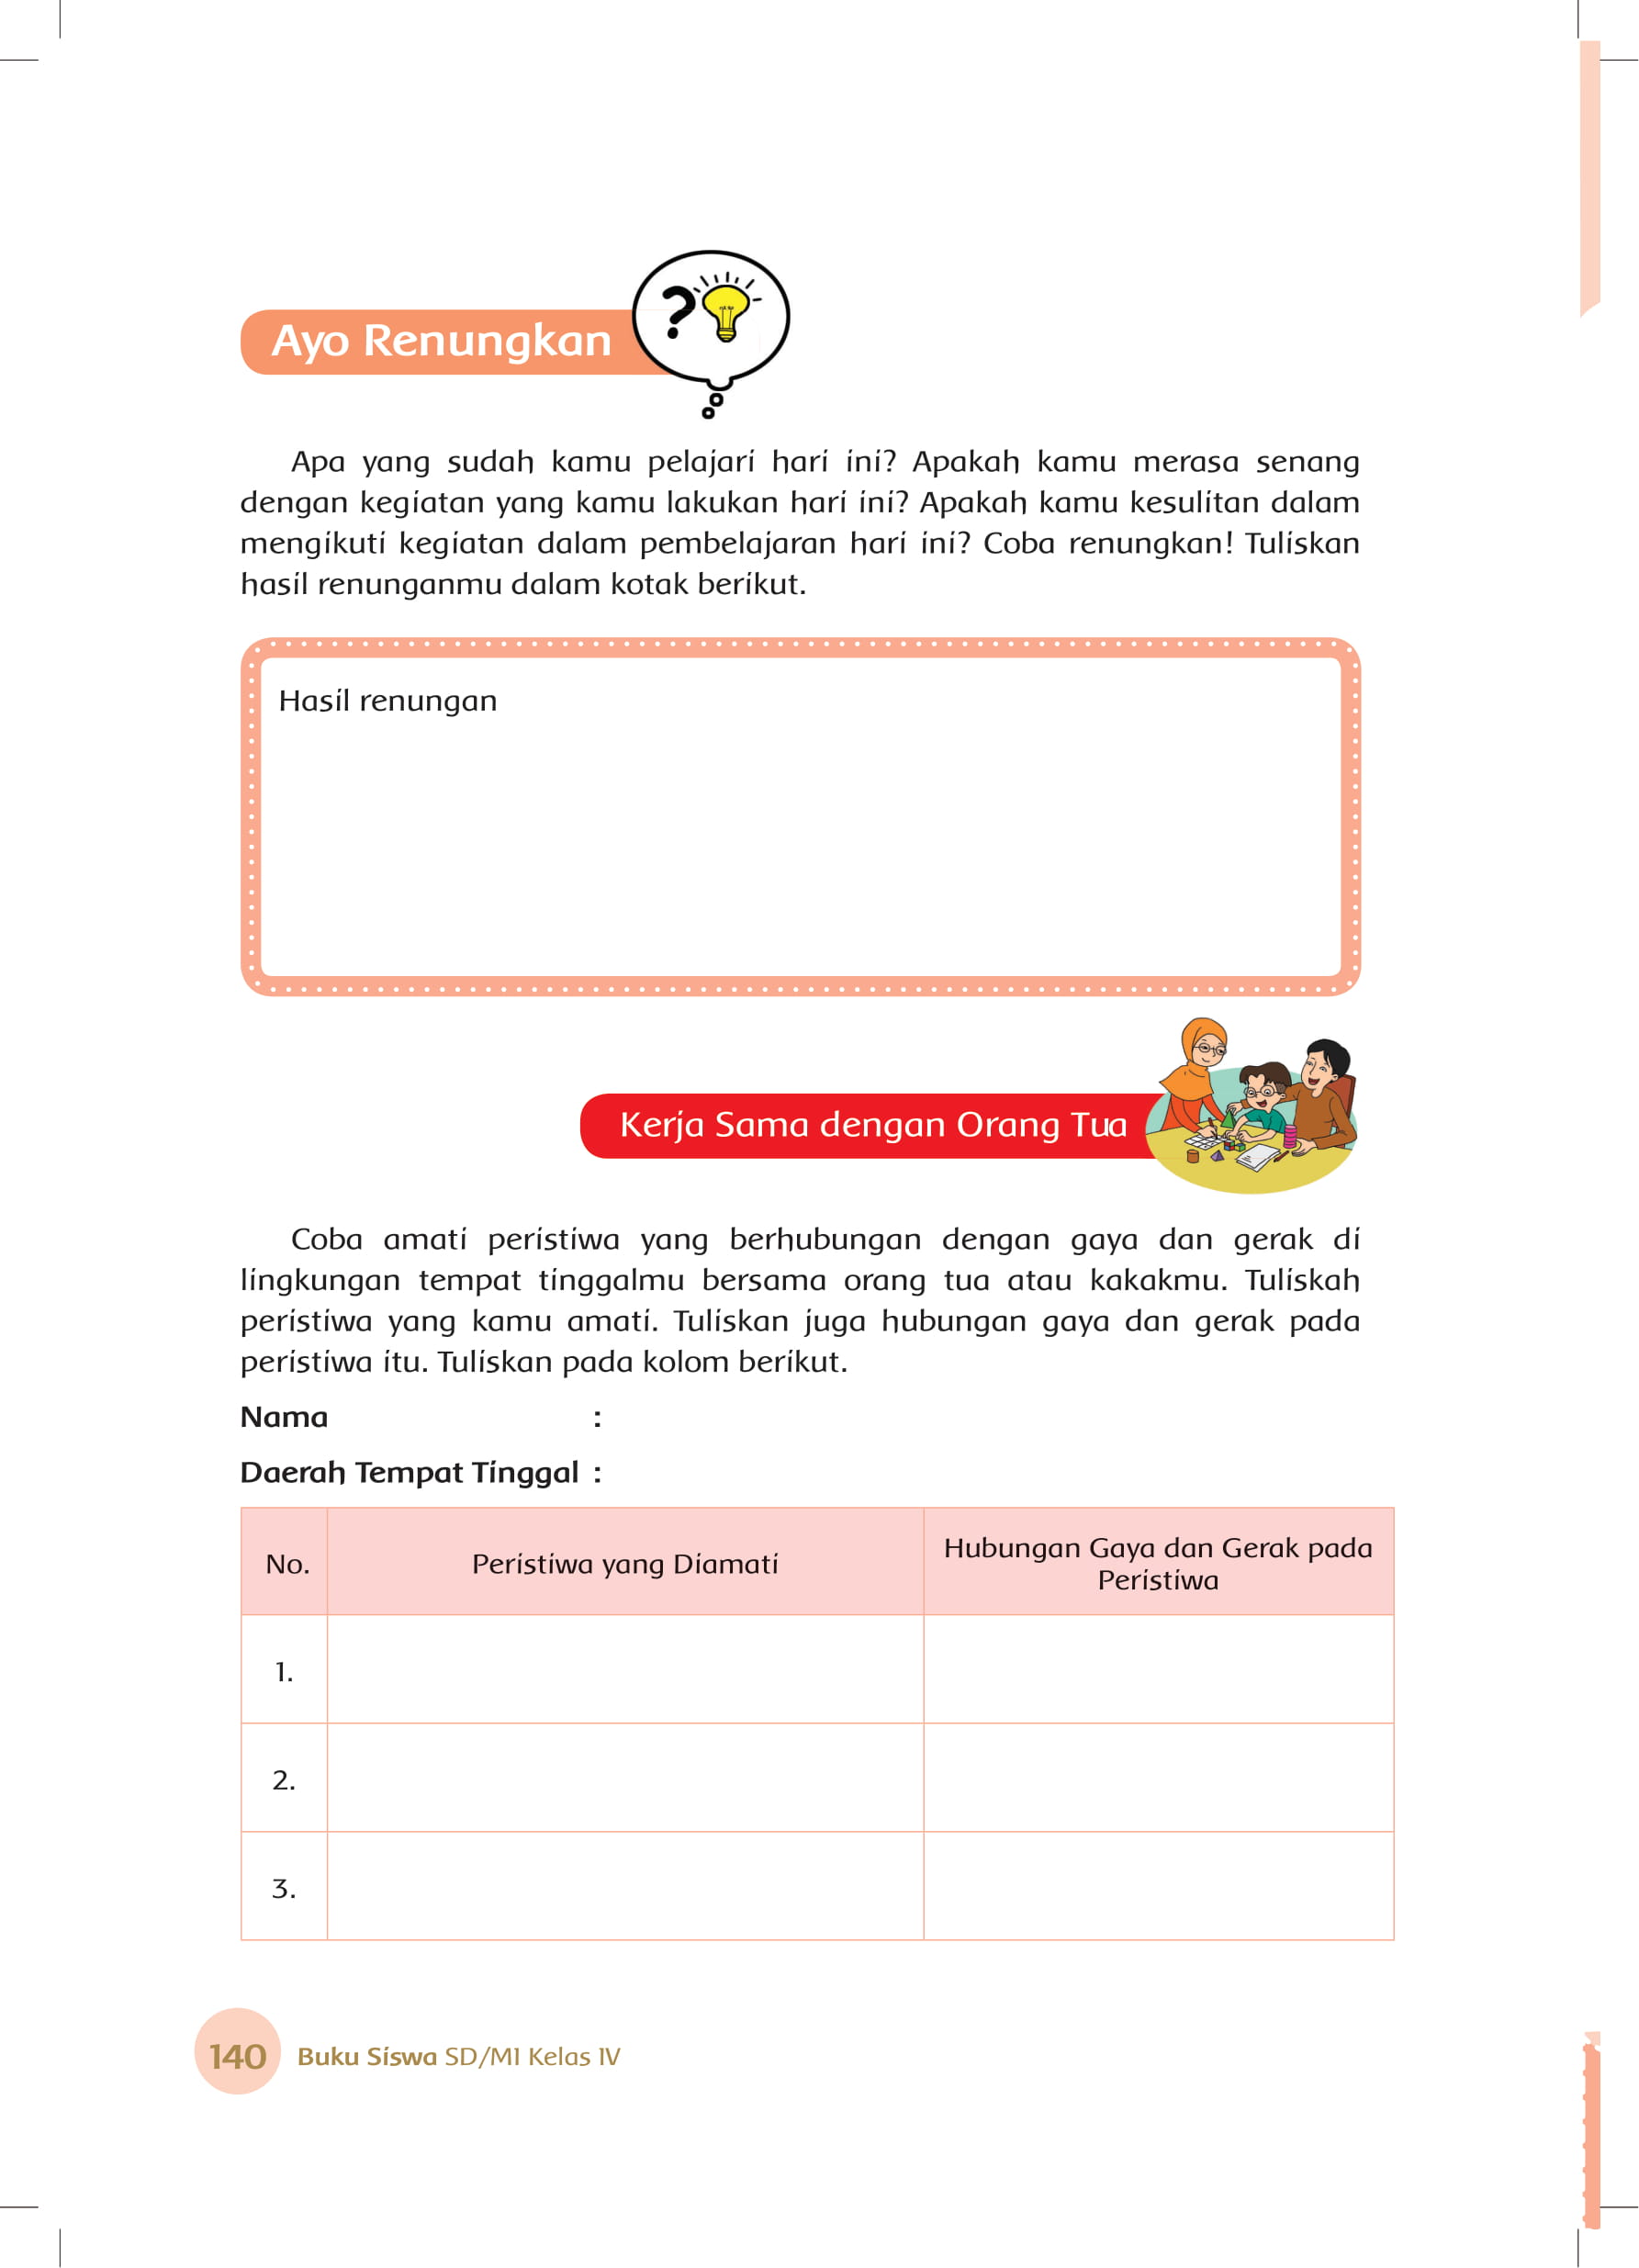 Ayo Renungkan
?
Apa yang sudah kamu pelajari hari ini? Apakah kamu merasa senang
dengan kegiatan yang kamu lakukan hari ini? Apakah kamu kesulitan dalam
mengikuti kegiatan dalam pembelajaran hari ini? Coba renungkan! Tuliskan
hasil renunganmu dalam kotak berikut.
Hasil renungan
Kerja Sama dengan Orang Tua
Coba amati peristiwa yang berhubungan dengan gaya dan gerak di
lingkungan tempat tinggalmu bersama orang tua atau kakakmu. Tuliskah
peristiwa yang kamu amati. Tuliskan juga hubungan gaya dan gerak pada
peristiwa itu. Tuliskan pada kolom berikut.
Nama :
Daerah Tempat Tinggal :
No. Peristiwa yang Diamati Hubungan Gaya dan Gerak pada
Peristiwa
1.
2.
3.
140 Buku Siswa SD/MI Kelas IV